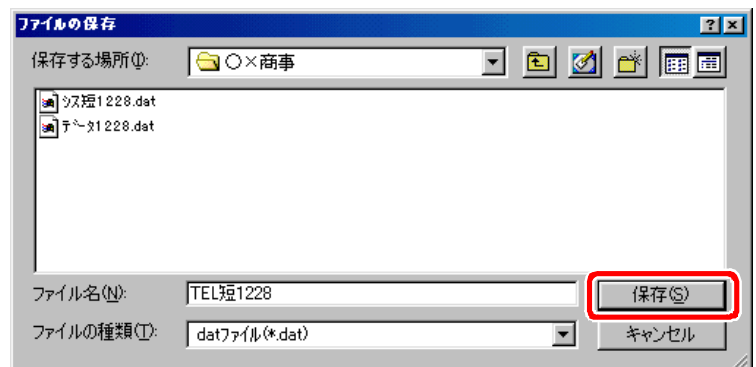 ファイルの保存
保存する場所(I): ○×商事
ｼｽ短1228.dat
ﾃﾞｰﾀ1228.dat
ファイル名(N): TEL短1228 保存(S)
ファイルの種類(T): datファイル(*.dat) キャンセル